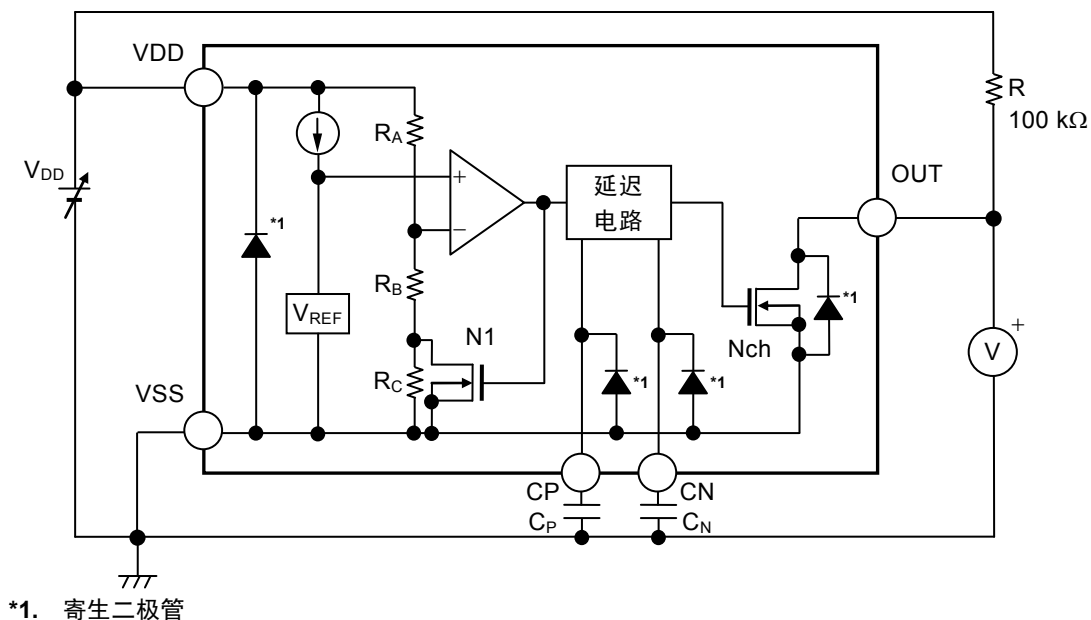 VDD
R
100 kΩ
RA
VDD
OUT
+
延迟
电路
*1
−
RB
*1
VREF
N1
Nch
+
V
RC
*1
*1
VSS
CP
CN
CP
CN
*1. 寄生二极管